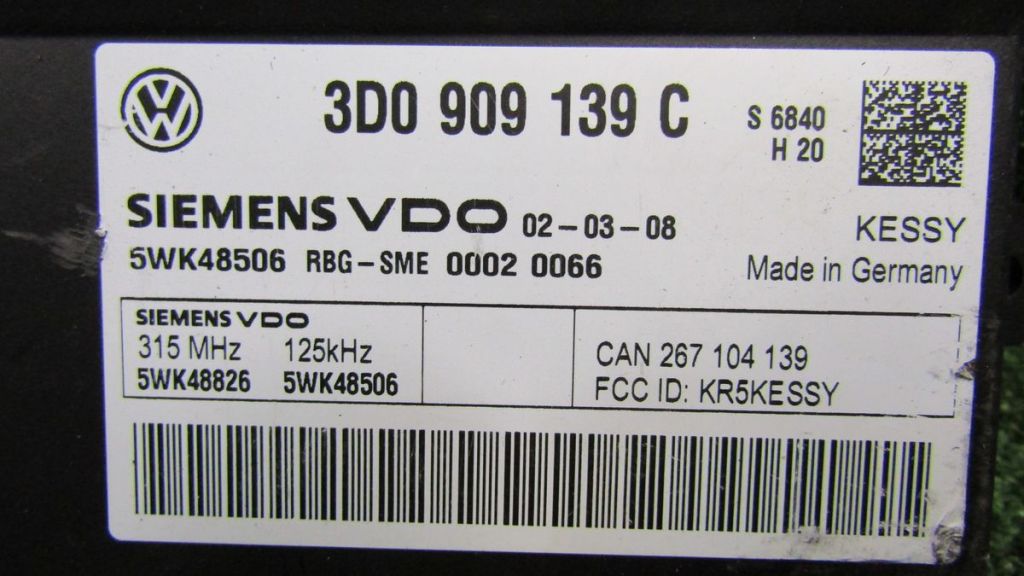 3D0 909 139 C
S 6840
H 20
SIEMENS VDO 02-03-08
KESSY
5WK48506 RBG-SME 0002 0066
Made in Germany
SIEMENS VDO
315 MHz 125kHz
5WK48826 5WK48506
CAN 267 104 139
FCC ID: KR5KESSY